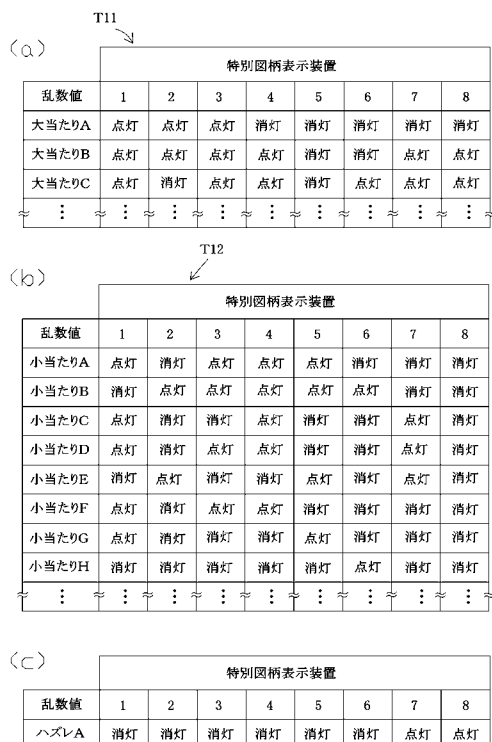 T11
(a)
特別図柄表示装置
乱数値 1 2 3 4 5 6 7 8
大当たりA 点灯 点灯 点灯 消灯 消灯 消灯 消灯 消灯
大当たりB 点灯 点灯 点灯 点灯 消灯 消灯 点灯 点灯
大当たりC 点灯 消灯 点灯 点灯 消灯 点灯 点灯 点灯
T12
(b)
特別図柄表示装置
乱数値 1 2 3 4 5 6 7 8
小当たりA 点灯 消灯 点灯 点灯 点灯 消灯 消灯 消灯
小当たりB 消灯 点灯 点灯 点灯 点灯 点灯 消灯 消灯
小当たりC 点灯 消灯 消灯 点灯 消灯 消灯 点灯 消灯
小当たりD 点灯 消灯 点灯 点灯 消灯 消灯 点灯 消灯
小当たりE 消灯 点灯 消灯 消灯 点灯 消灯 点灯 消灯
小当たりF 点灯 消灯 点灯 点灯 消灯 消灯 消灯 消灯
小当たりG 点灯 消灯 消灯 消灯 点灯 消灯 消灯 消灯
小当たりH 消灯 消灯 消灯 消灯 消灯 点灯 消灯 消灯
(c)
特別図柄表示装置
乱数値 1 2 3 4 5 6 7 8
ハズレA 消灯 消灯 消灯 消灯 消灯 消灯 点灯 点灯